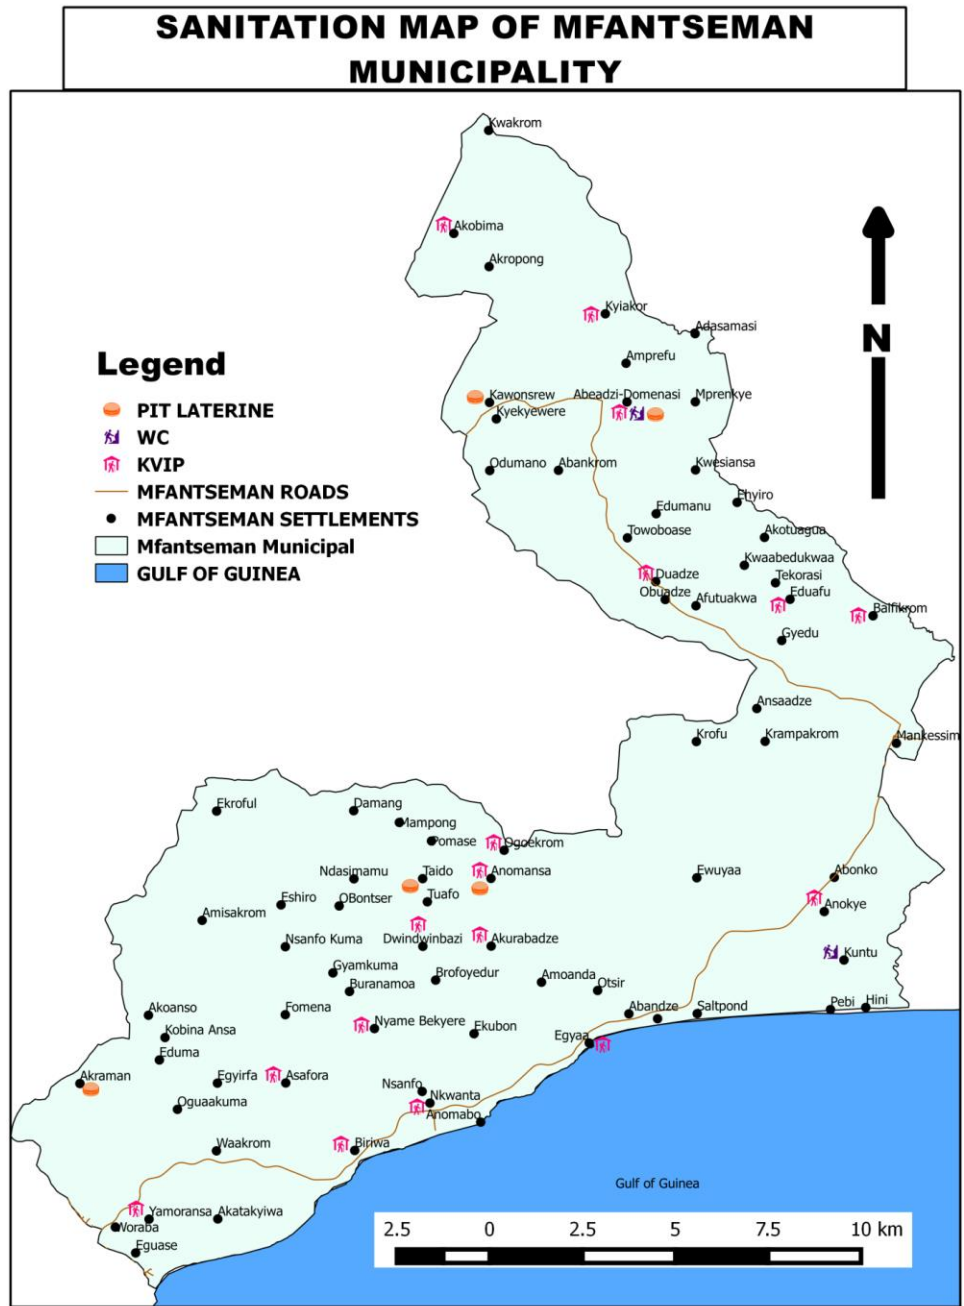 SANITATION MAP OF MFANTSEMAN
MUNICIPALITY
Kwakrom
Akobima
Akropong
Kyiakor
Adasamasi
N
Amprefu
Legend
PIT LATERINE
WC
KVIP
MFANTSEMAN ROADS
MFANTSEMAN SETTLEMENTS
Mfantseman Municipal
GULF OF GUINEA
Kawonsrew
Abeadzi-Domenasi
Mprenkye
Kyekyewere
Odumano
Abankrom
Kwesiansa
Ehyiro
Edumanu
Towoboase
Akotuagua
Kwaabedukwaa
Duadze
Tekorasi
Obuadze
Afutuakwa
Eduafu
Balfikrom
Gyedu
Ansaadze
Krofu
Krampakrom
Mankessim
Ekroful
Damang
Mampong
Pomase
Ogoekrom
Ndasimamu
Taido
Anomansa
Ewuyaa
Abonko
Eshiro
OBontser
Tuafo
Anokye
Amisakrom
Nsanfo Kuma
Dwindwinbazi
Akurabadze
Kuntu
Gyamkuma
Buranamoa
Brofoyedur
Amoanda
Otsir
Akoanso
Fomena
Nyame Bekyere
Ekubon
Abandze
Saltpond
Pebi
Hini
Kobina Ansa
Egyaa
Eduma
Akraman
Egyirfa
Asafora
Nsanfo
Nkwanta
Oguaakuma
Anomabo
Waakrom
Biriwa
Gulf of Guinea
Yamoransa
Akatakyiwa
Woraba
Eguase
2.5 0 2.5 5 7.5 10 km